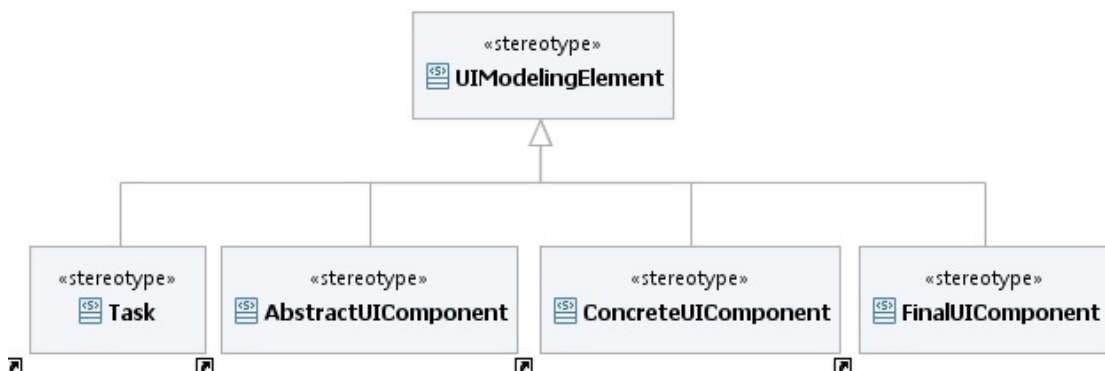 «stereotype»
UIModelingElement
«stereotype»
Task
«stereotype»
AbstractUIComponent
«stereotype»
ConcreteUIComponent
«stereotype»
FinalUIComponent